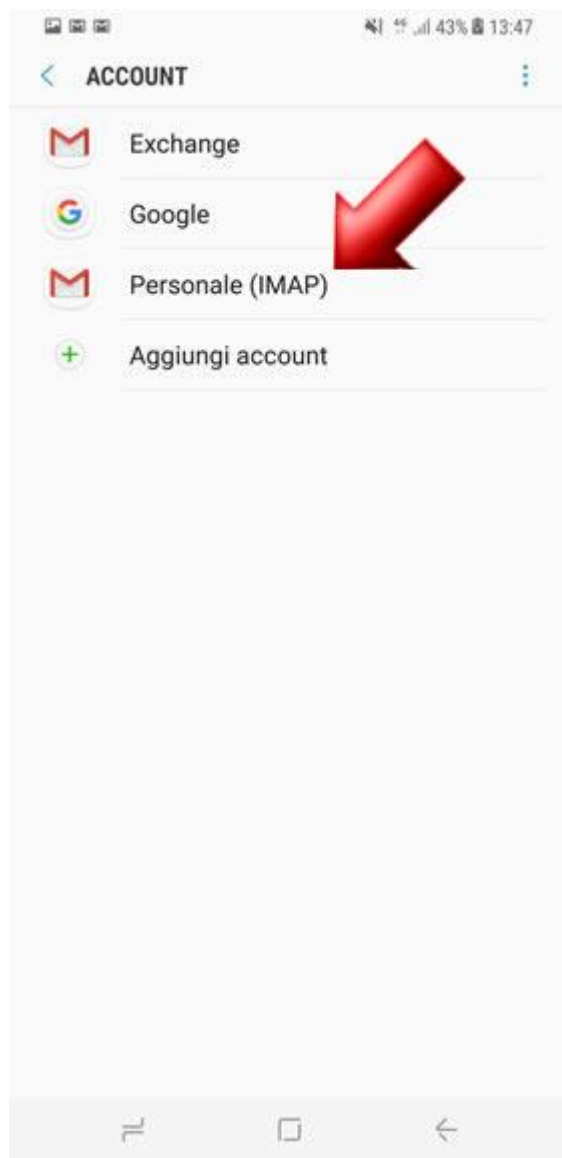 43% 13:47
ACCOUNT
Exchange
Google
Personale (IMAP)
Aggiungi account